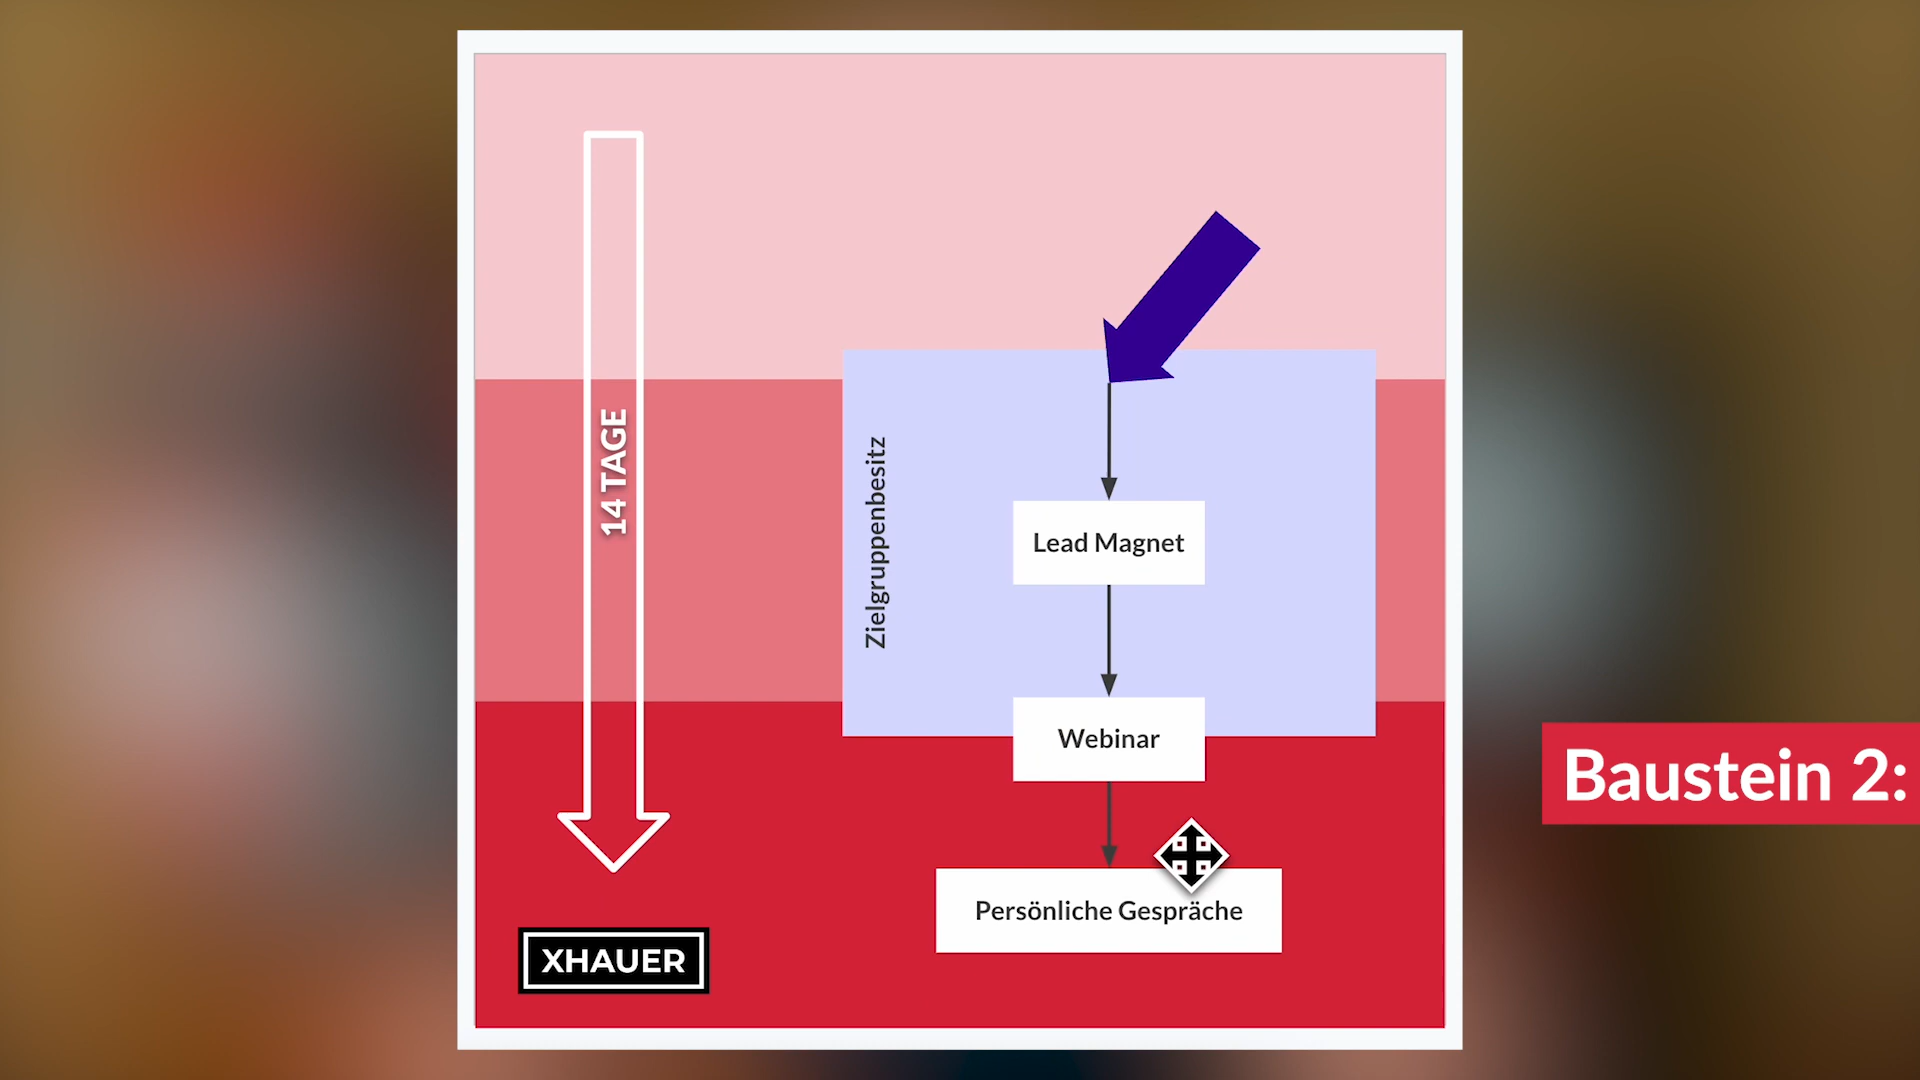 14 TAGE
Zielgruppenbesitz
Lead Magnet
Webinar
Persönliche Gespräche
XHAUER
Baustein 2: